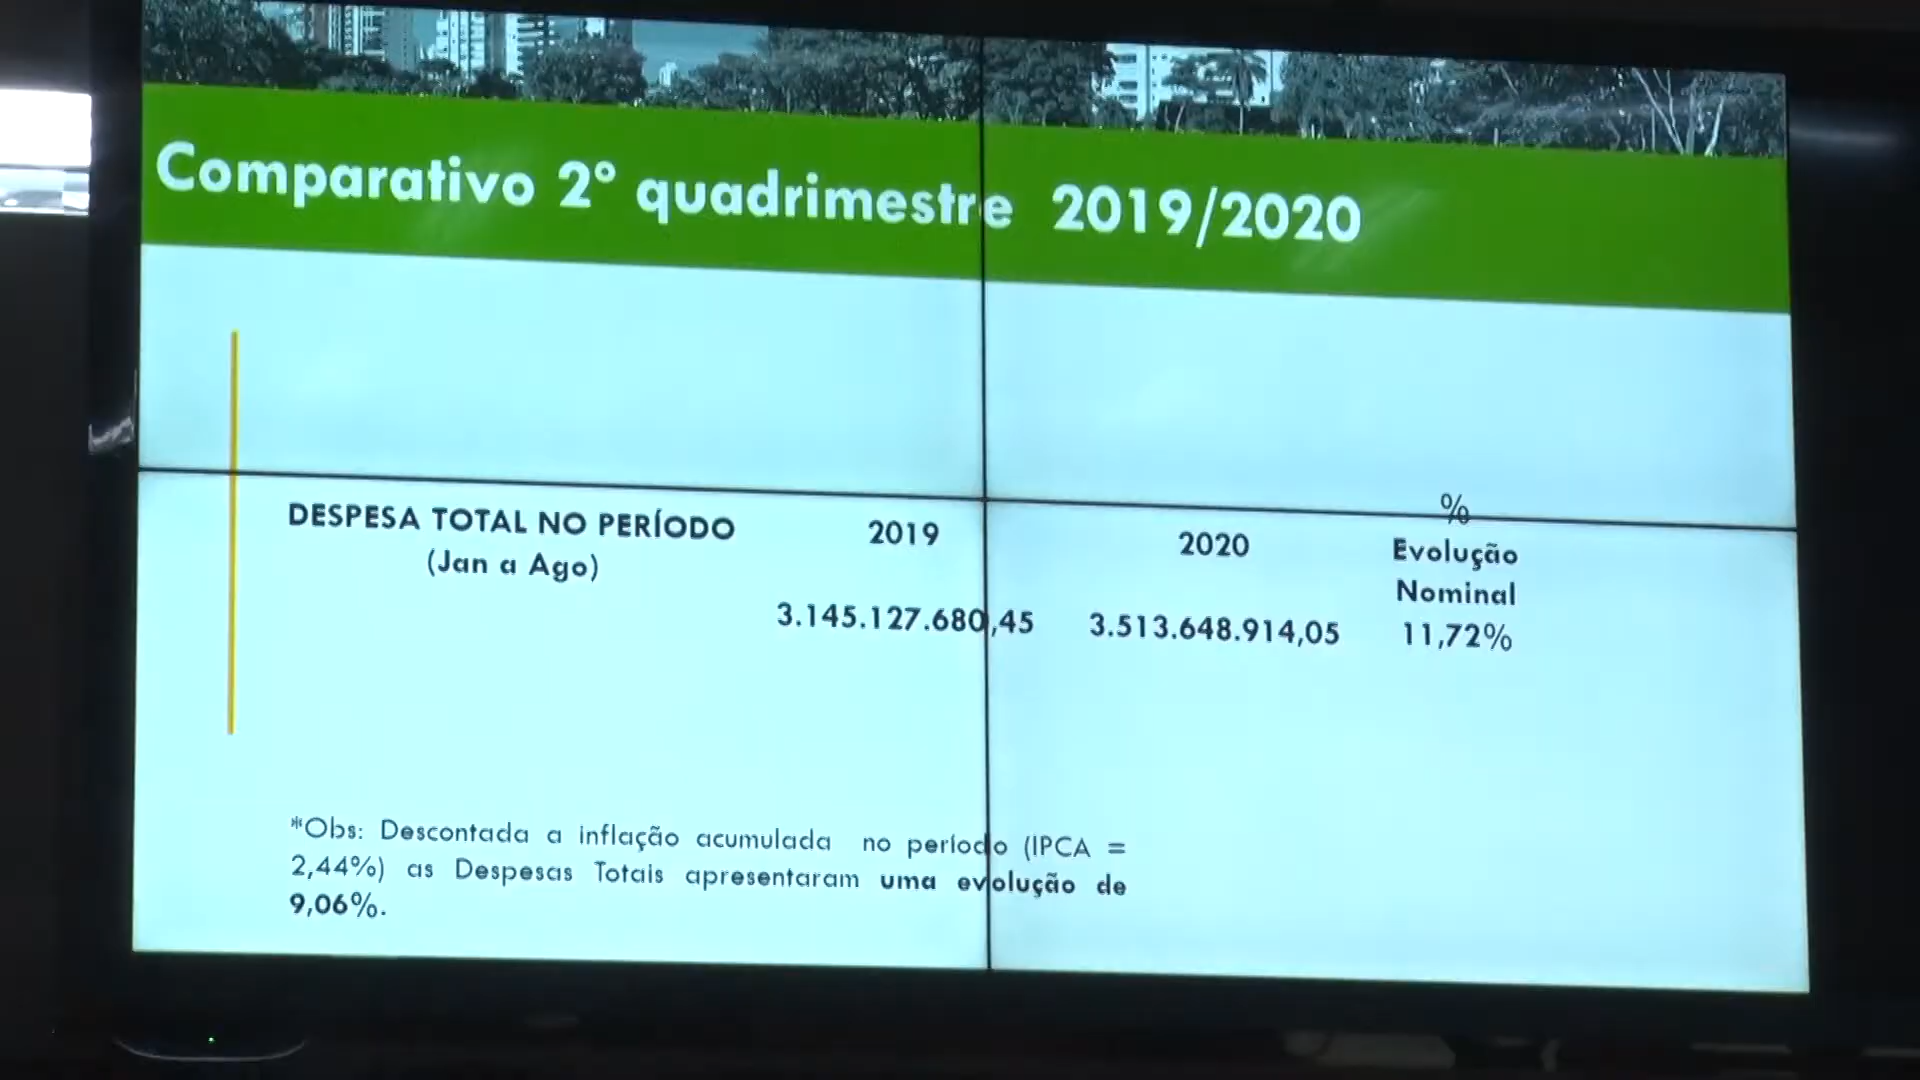 Comparativo 2º quadrimestre 2019/2020
DESPESA TOTAL NO PERÍODO
(Jan a Ago)
2019
2020
%
Evolução
Nominal
3.145.127.680,45
3.513.648.914,05
11,72%
*Obs: Descontada a inflação acumulada no período (IPCA =
2,44%) as Despesas Totais apresentaram uma evolução de
9,06%.